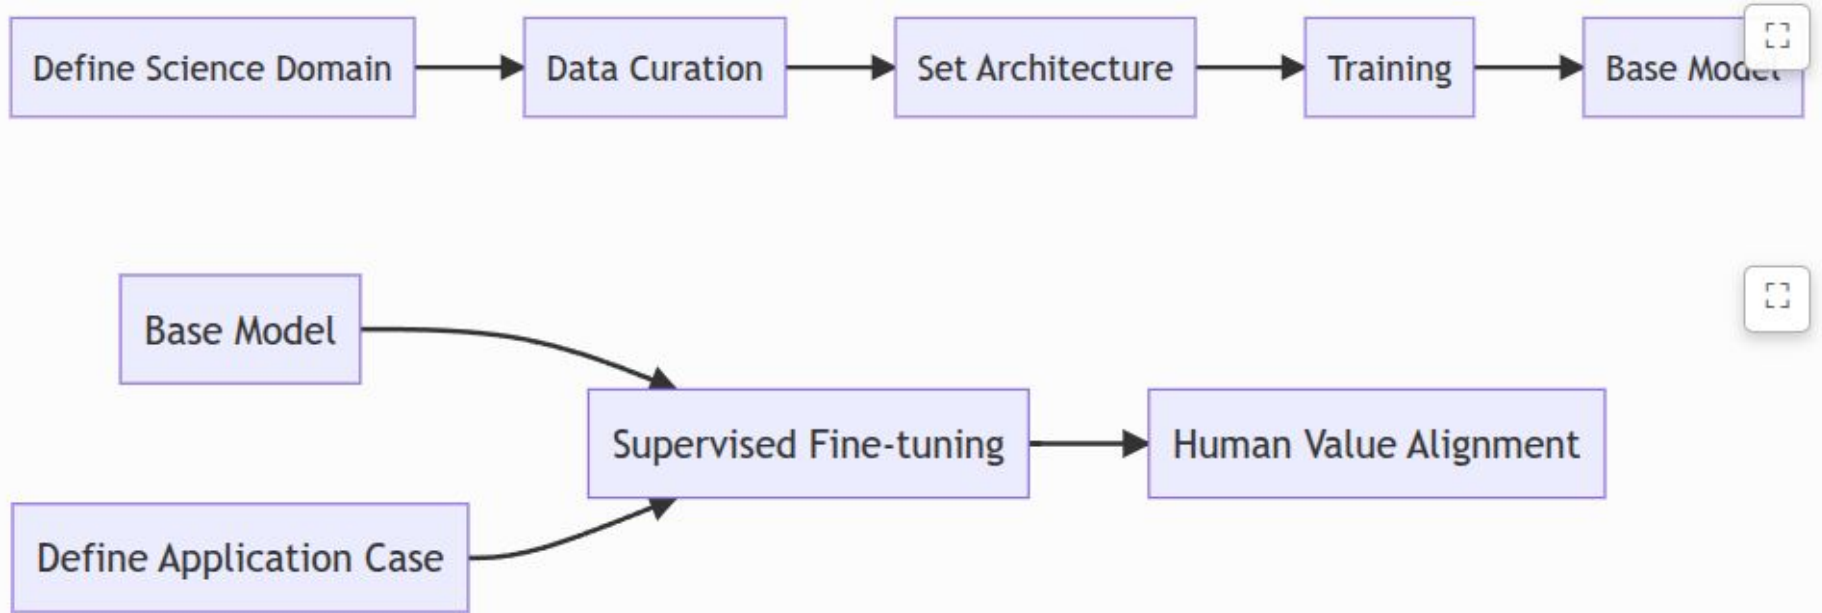 Define Science Domain
Data Curation
Set Architecture
Training
Base Model
Base Model
Supervised Fine-tuning
Human Value Alignment
Define Application Case